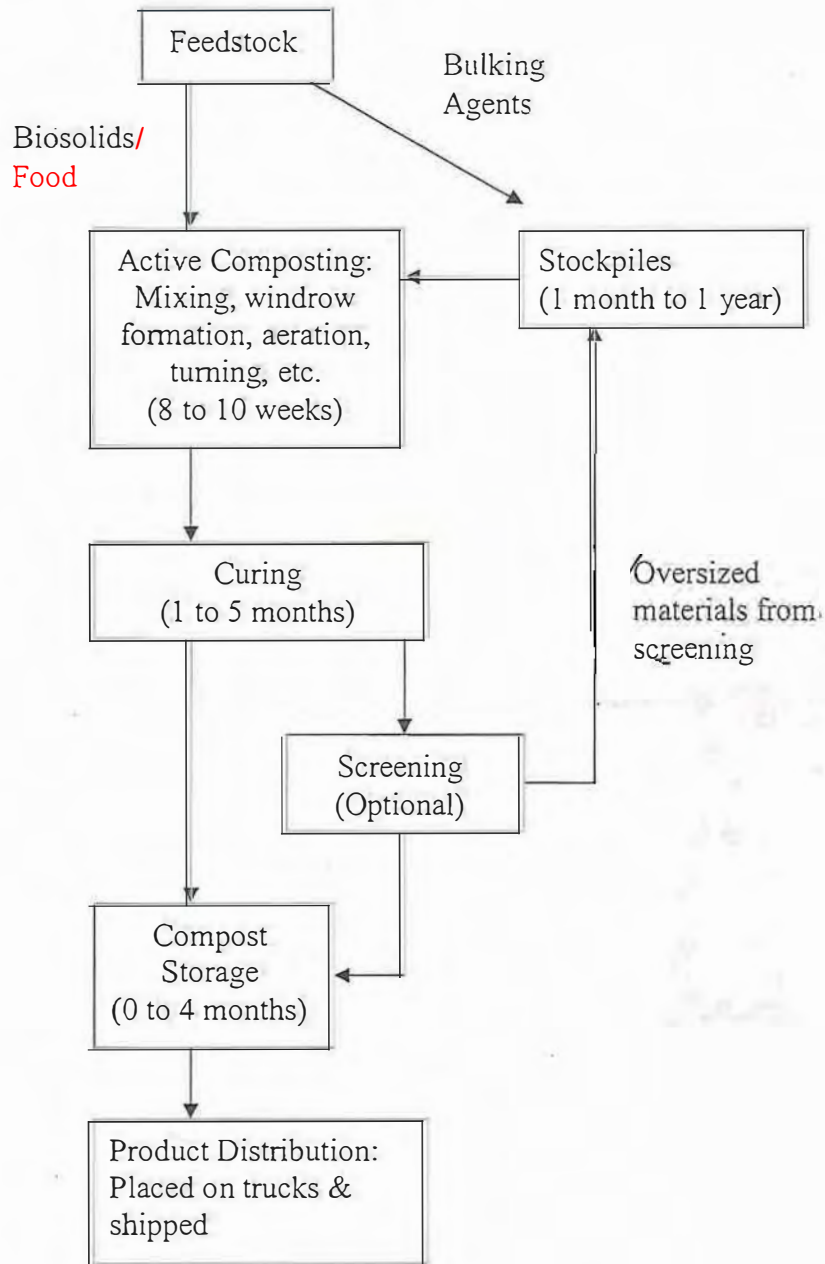 Feedstock
Bulking
Agents
Biosolids/
Food
Active Composting:
Mixing, windrow
formation, aeration,
turning, etc.
(8 to 10 weeks)
Stockpiles
(1 month to 1 year)
Curing
(1 to 5 months)
Oversized
materials from
screening
Screening
(Optional)
Compost
Storage
(0 to 4 months)
Product Distribution:
Placed on trucks &
shipped